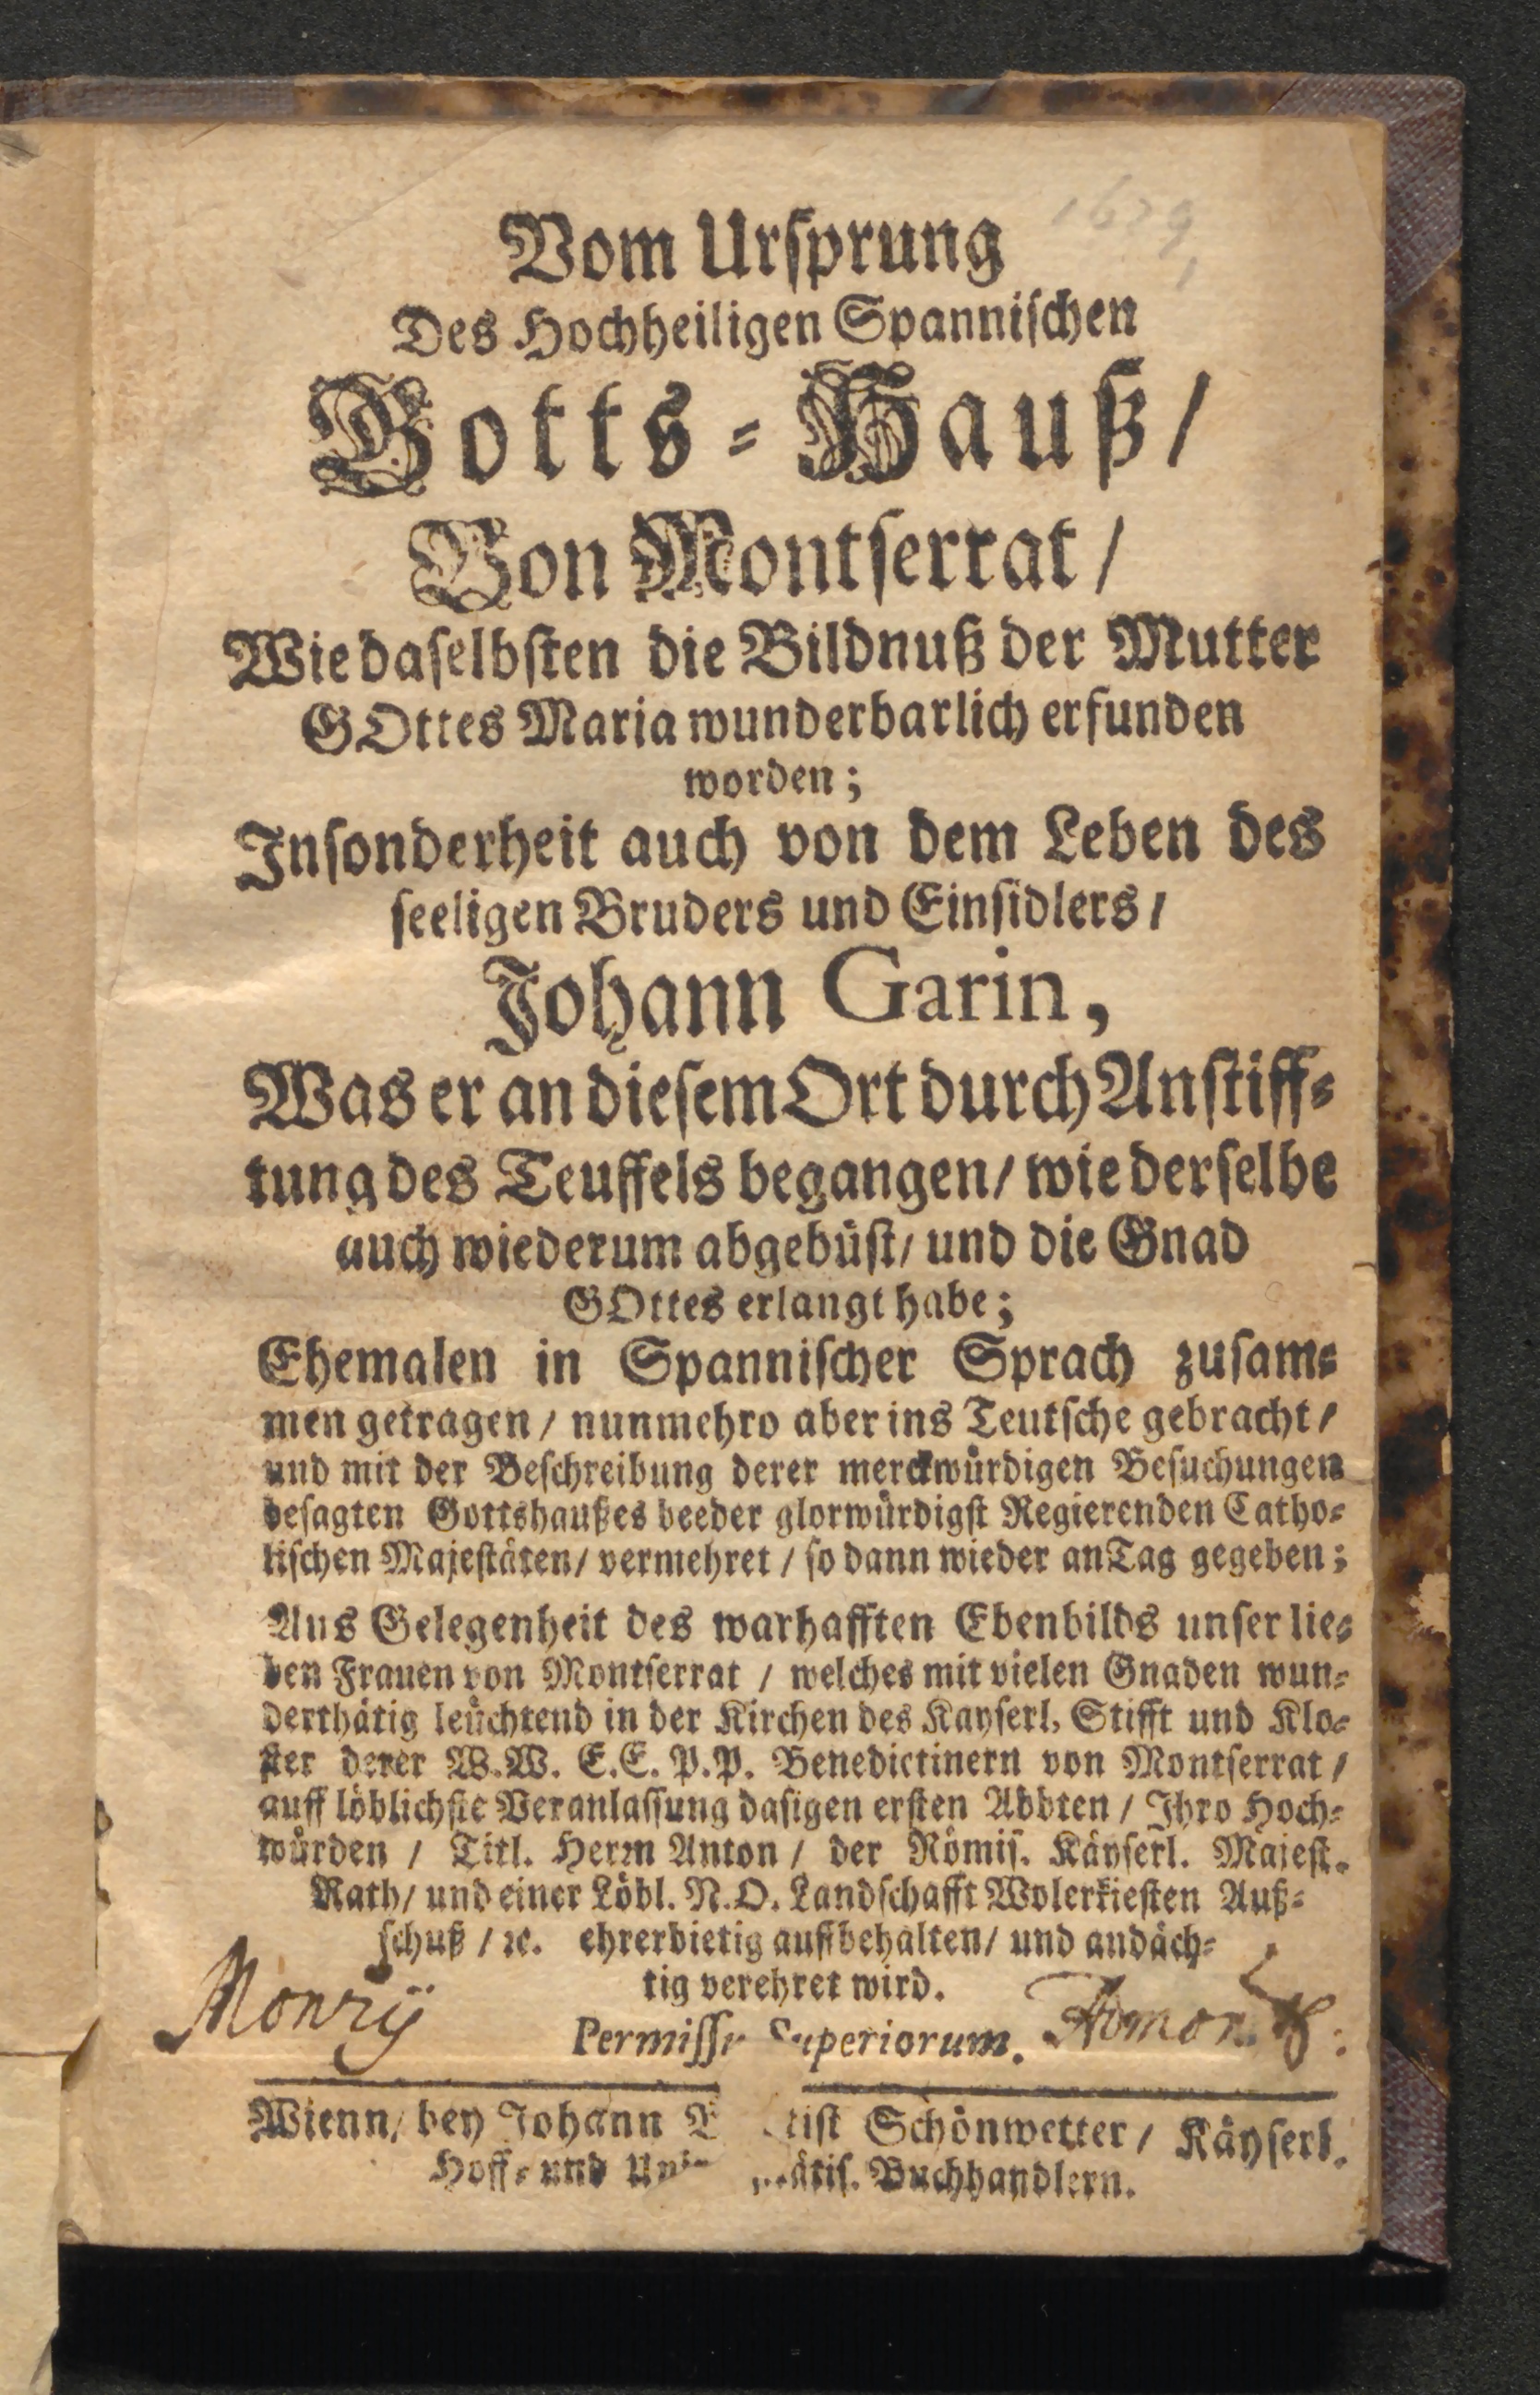 1679
1
Vom Ursprung
Des Hochheiligen Spannischen
Gotts-Hauß/
Von Montserrat/
Wie daselbsten die Bildnuß der Mutter
GOttes Maria wunderbarlich erfunden
worden;
Insonderheit auch von dem Leben des
seeligen Bruders und Einsidlers/
Johann Garin,
Was er an diesem Ort durch Anstiff-
tung des Teuffels begangen/ wie derselbe
auch wiederum abgebüst/ und die Gnad
GOttes erlangt habe;
Ehemalen in Spannischer Sprach zusam-
men getragen/ nunmehro aber ins Teutsche gebracht/
und mit der Beschreibung derer merckwürdigen Besuchungen
besagten Gottshaußes beeder glorwürdigst Regierenden Catho-
lischen Majestäten/ vermehret/ so dann wieder an Tag gegeben;
Aus Gelegenheit des warhafften Ebenbilds unser lie-
ben Frauen von Montserrat/ welches mit vielen Gnaden wun-
derthätig leüchtend in der Kirchen des Kayserl. Stifft und Klo-
ster derer W.W. E.E. P.P. Benedictinern von Montserrat/
auff löblichste Veranlassung dasigen ersten Abbten/ Ihro Hoch-
würden/ Titl. Herrn Anton/ der Römis. Käyserl. Majest.
Rath/ und einer Löbl. N.O. Landschafft Wolerkiesten Auß-
schuß/ ꝛc. ehrerbietig auffbehalten/ und andäch-
tig verehret wird.
Permissu Superiorum.
Wienn/ bey Johann tist Schönwetter/ Käyserl.
Hoff- und Buchhandlern.